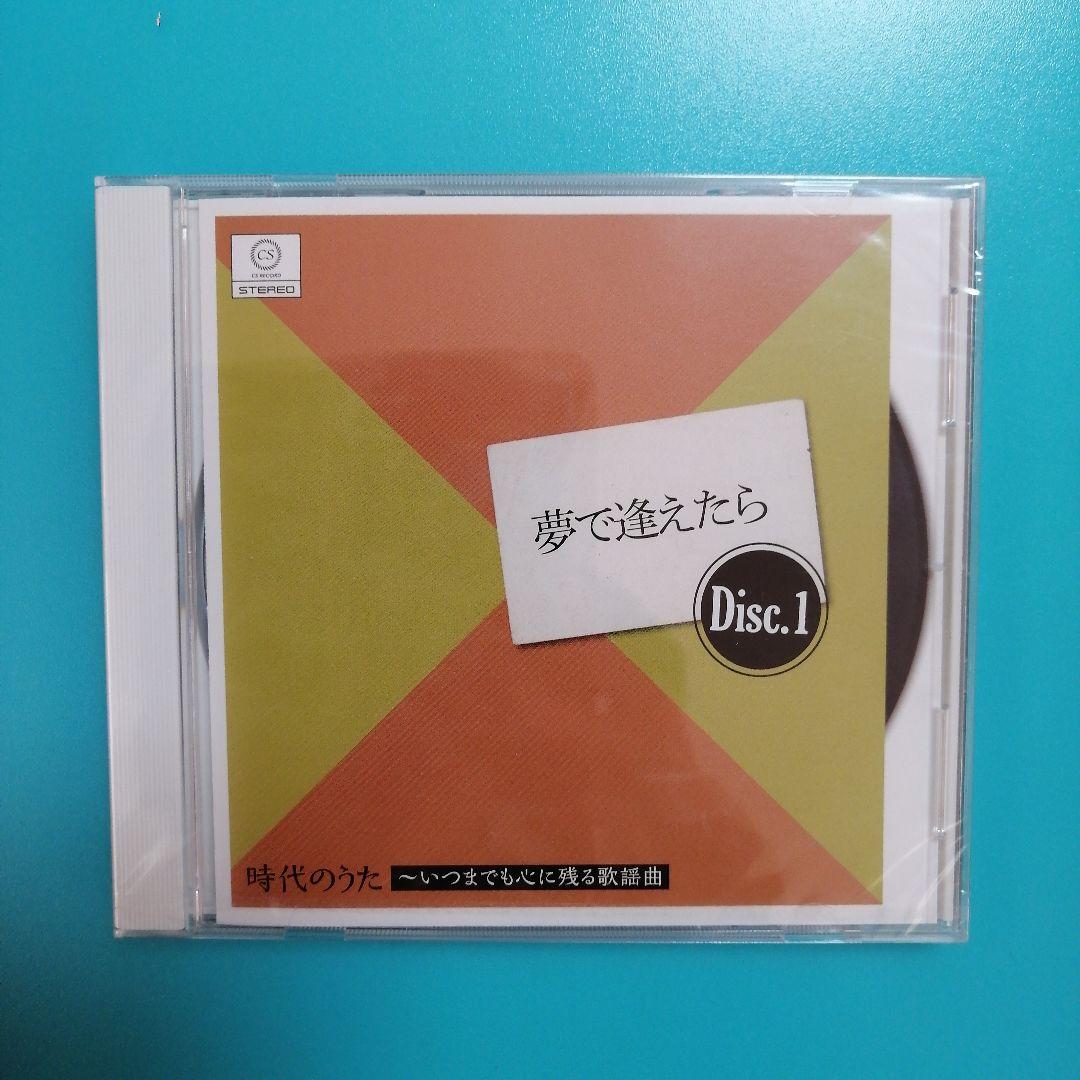 CS
CS RECORD
STEREO
夢で逢えたら
Disc.1
時代のうた ～いつまでも心に残る歌謡曲